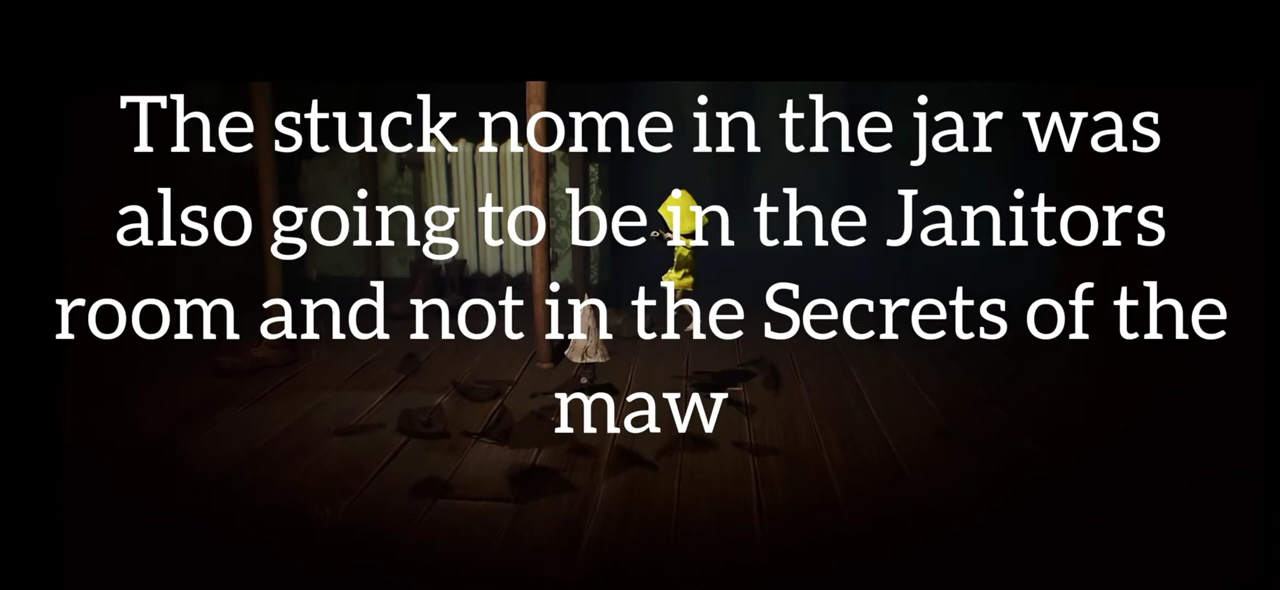 The stuck nome in the jar was
also going to be in the Janitors
room and not in the Secrets of the
maw